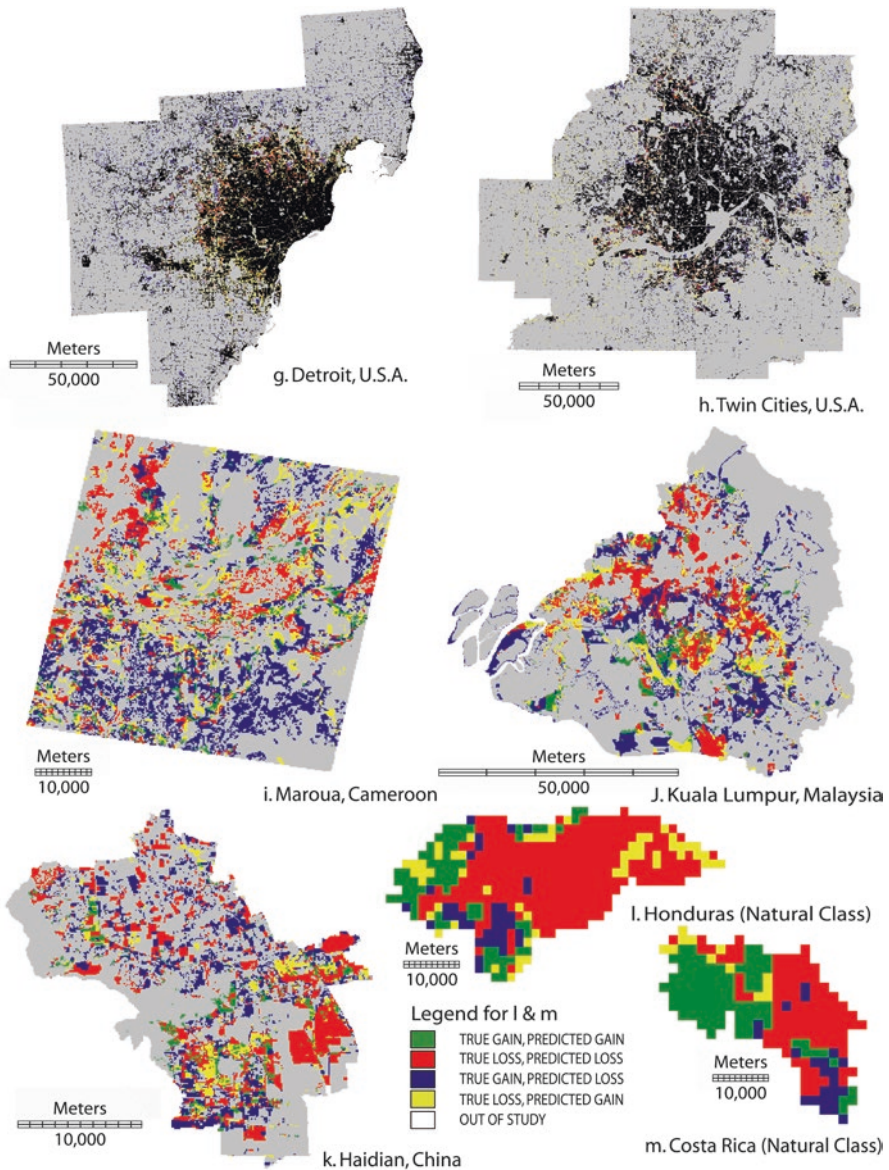 Meters
50,000
g. Detroit, U.S.A.
Meters
50,000
h. Twin Cities, U.S.A.
Meters
10,000
i. Maroua, Cameroon
Meters
50,000
J. Kuala Lumpur, Malaysia
l. Honduras (Natural Class)
Meters
10,000
Legend for l & m
TRUE GAIN, PREDICTED GAIN
TRUE LOSS, PREDICTED LOSS
TRUE GAIN, PREDICTED LOSS
TRUE LOSS, PREDICTED GAIN
OUT OF STUDY
Meters
10,000
m. Costa Rica (Natural Class)
Meters
10,000
k. Haidian, China